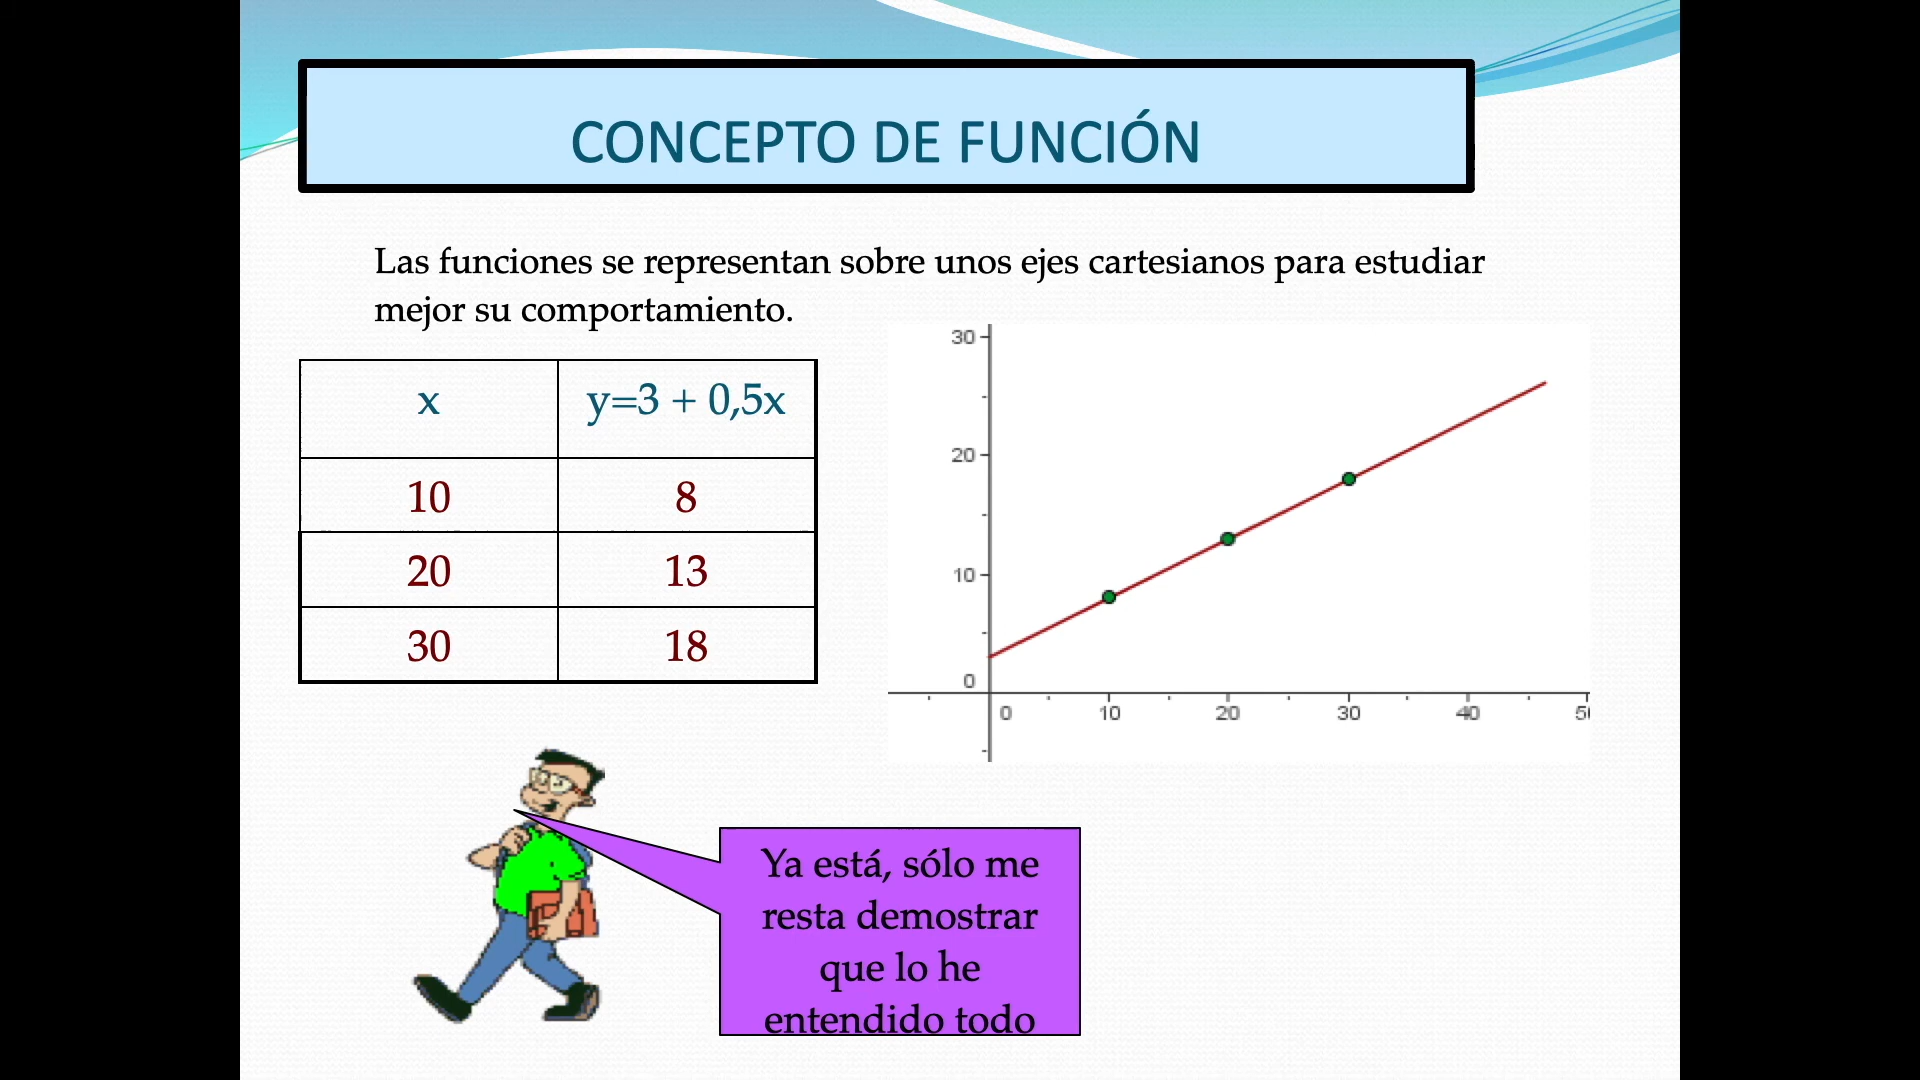 CONCEPTO DE FUNCIÓN
Las funciones se representan sobre unos ejes cartesianos para estudiar
mejor su comportamiento.
x y=3 + 0,5x
10 8
20 13
30 18
30
20
10
0
0 10 20 30 40
Ya está, sólo me
resta demostrar
que lo he
entendido todo